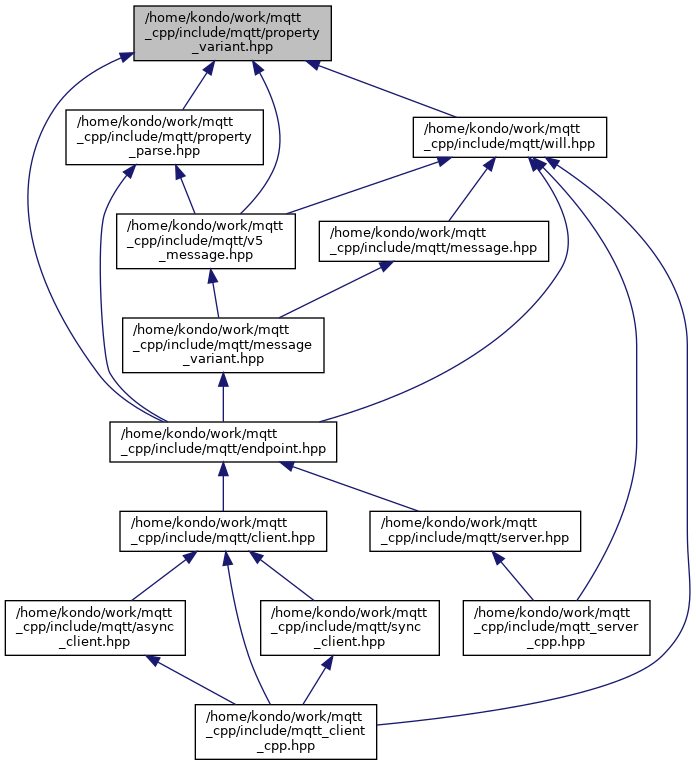 /home/kondo/work/mqtt
_cpp/include/mqtt/property
_variant.hpp
/home/kondo/work/mqtt
_cpp/include/mqtt/property
_parse.hpp
/home/kondo/work/mqtt
_cpp/include/mqtt/will.hpp
/home/kondo/work/mqtt
_cpp/include/mqtt/v5
_message.hpp
/home/kondo/work/mqtt
_cpp/include/mqtt/message.hpp
/home/kondo/work/mqtt
_cpp/include/mqtt/message
_variant.hpp
/home/kondo/work/mqtt
_cpp/include/mqtt/endpoint.hpp
/home/kondo/work/mqtt
_cpp/include/mqtt/client.hpp
/home/kondo/work/mqtt
_cpp/include/mqtt/server.hpp
/home/kondo/work/mqtt
_cpp/include/mqtt/async
_client.hpp
/home/kondo/work/mqtt
_cpp/include/mqtt/sync
_client.hpp
/home/kondo/work/mqtt
_cpp/include/mqtt_server
_cpp.hpp
/home/kondo/work/mqtt
_cpp/include/mqtt_client
_cpp.hpp